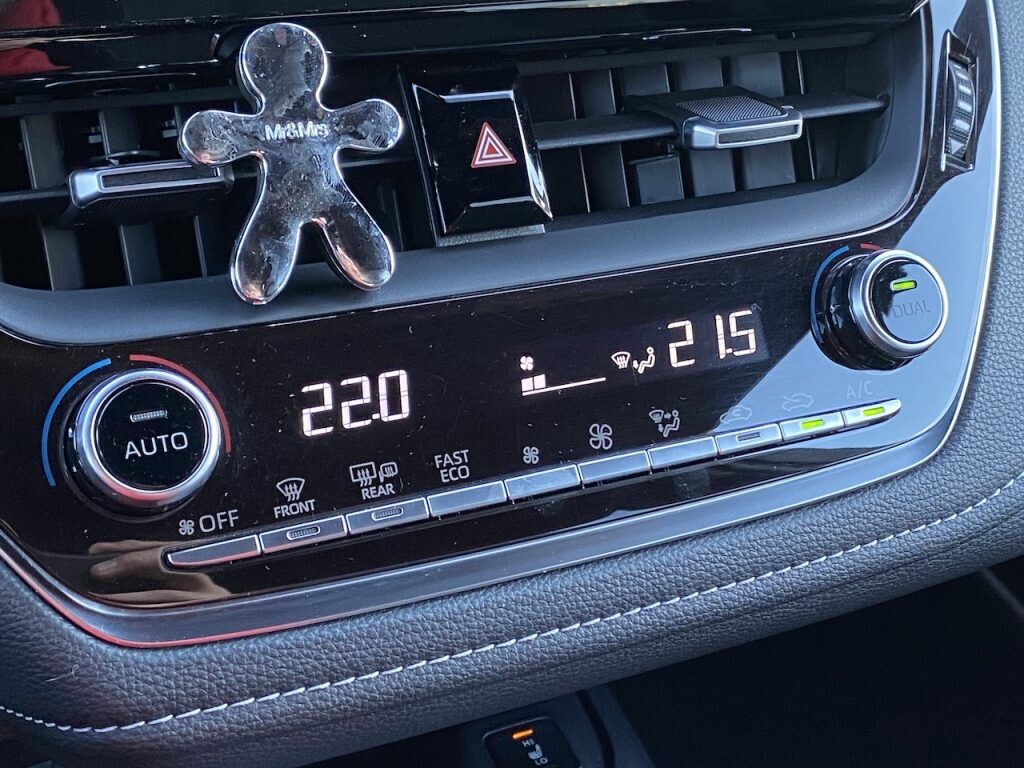 Mr&Mrs
DUAL
22.0
21.5
AUTO
A/C
FAST
ECO
REAR
FRONT
OFF
HI
LO